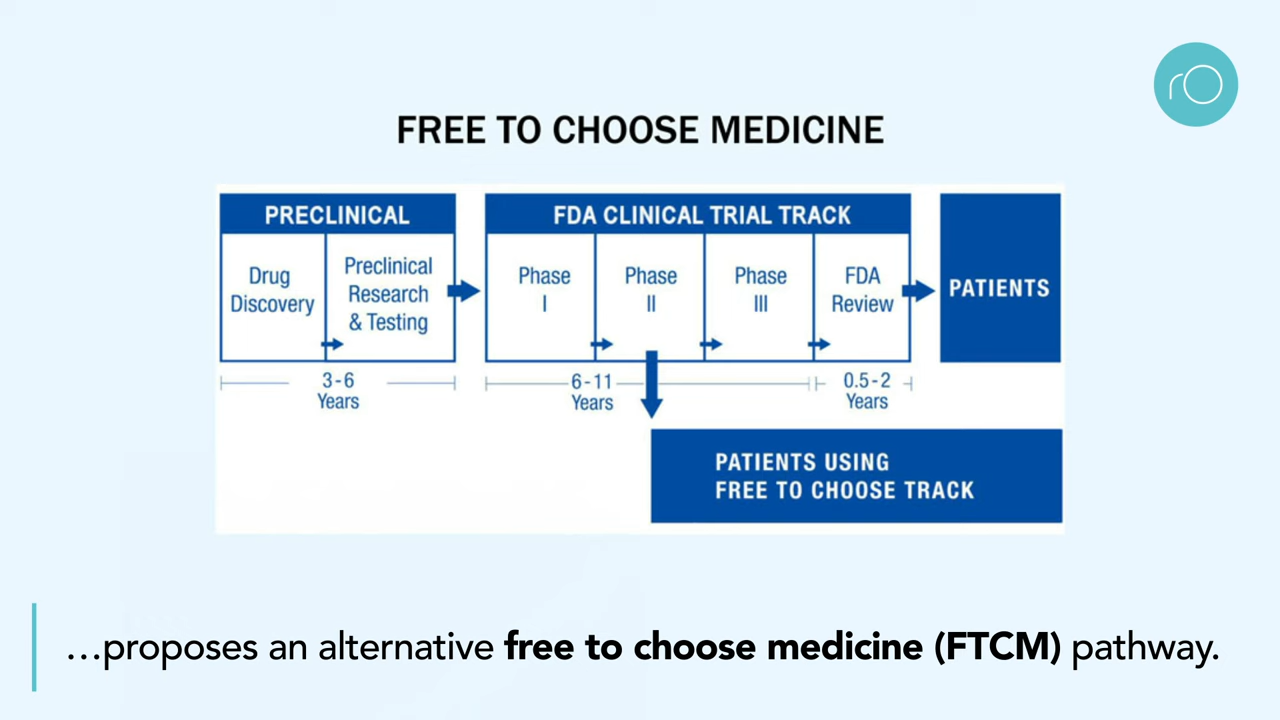 rO
FREE TO CHOOSE MEDICINE
PRECLINICAL
Drug
Discovery
Preclinical
Research
& Testing
3-6
Years
FDA CLINICAL TRIAL TRACK
Phase
I
Phase
II
Phase
III
FDA
Review
6-11
Years
0.5-2
Years
PATIENTS
PATIENTS USING
FREE TO CHOOSE TRACK
…proposes an alternative free to choose medicine (FTCM) pathway.